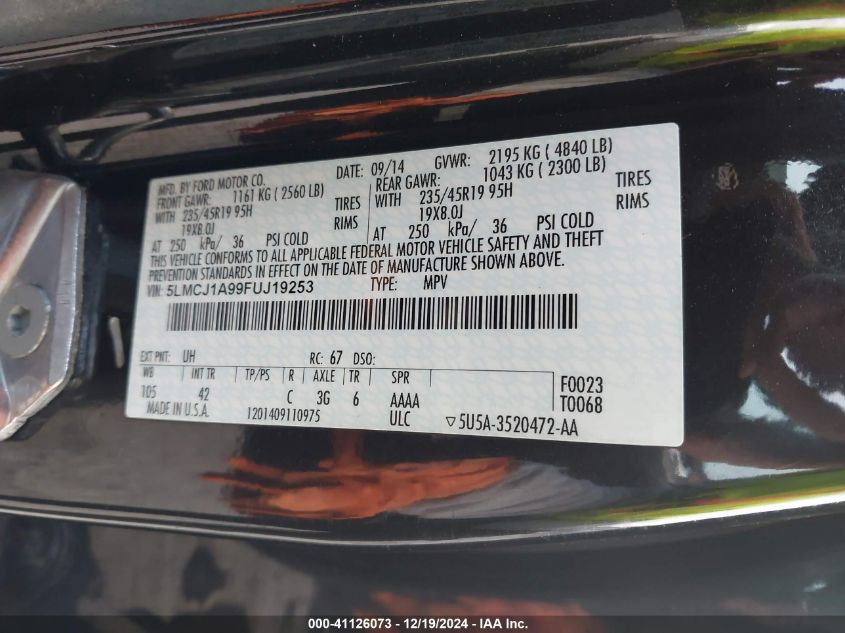 MFD. BY FORD MOTOR CO. DATE: 09/14 GVWR: 2195 KG ( 4840 LB)
FRONT GAWR: 1161 KG ( 2560 LB) REAR GAWR: 1043 KG ( 2300 LB)
WITH 235/45R19 95H TIRES WITH 235/45R19 95H TIRES
19X8.0J RIMS 19X8.0J RIMS
AT 250 kPa/ 36 PSI COLD AT 250 kPa/ 36 PSI COLD
THIS VEHICLE CONFORMS TO ALL APPLICABLE FEDERAL MOTOR VEHICLE SAFETY AND THEFT
PREVENTION STANDARDS IN EFFECT ON THE DATE OF MANUFACTURE SHOWN ABOVE.
VIN: 5LMCJ1A99FUJ19253 TYPE: MPV
EXT PNT: UH RC: 67 DSO:
WB INT TR TP/PS R AXLE TR SPR
105 42 C 3G 6 AAAA F0023
T0068
MADE IN U.S.A. 1201409110975 ULC ▽5U5A-3520472-AA
000-41126073 / 12/19/2024 / IAA Inc.